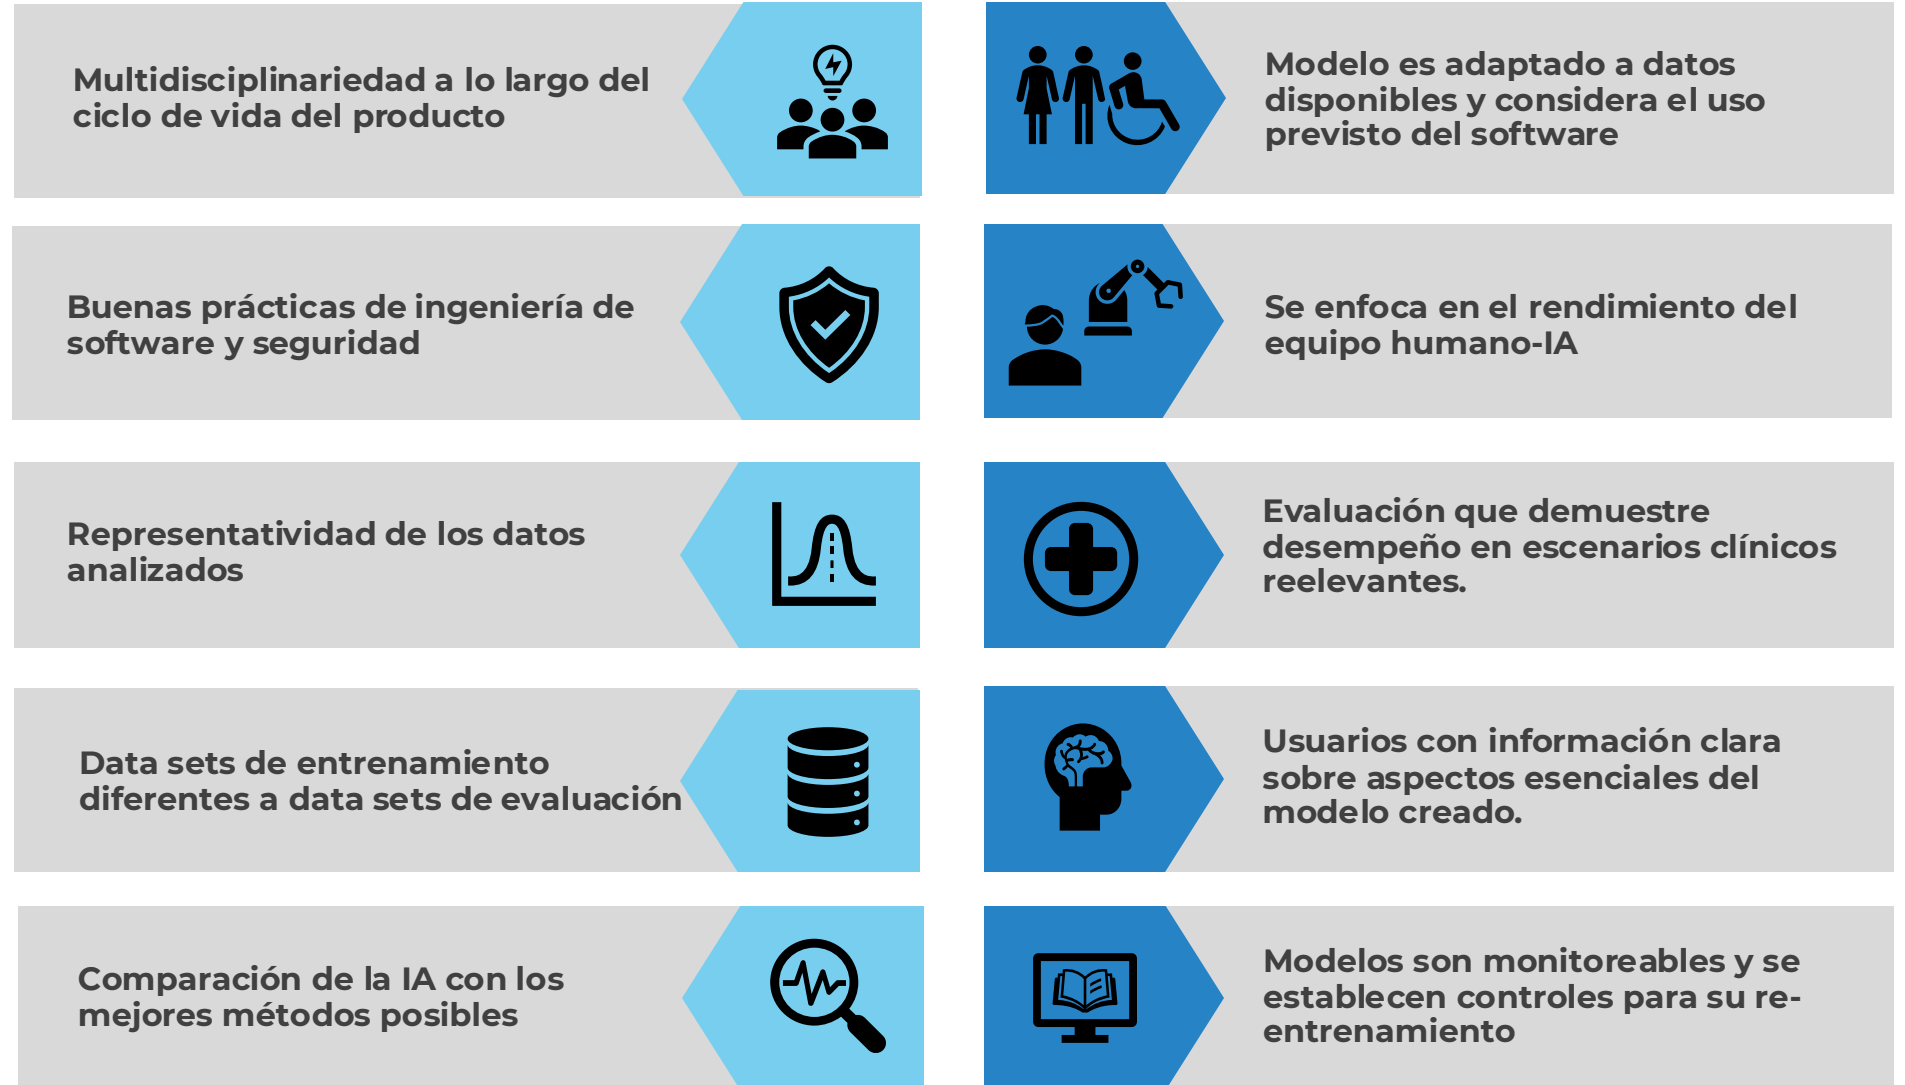 Multidisciplinariedad a lo largo del
ciclo de vida del producto
Buenas prácticas de ingeniería de
software y seguridad
Representatividad de los datos
analizados
Data sets de entrenamiento
diferentes a data sets de evaluación
Comparación de la IA con los
mejores métodos posibles
Modelo es adaptado a datos
disponibles y considera el uso
previsto del software
Se enfoca en el rendimiento del
equipo humano-IA
Evaluación que demuestre
desempeño en escenarios clínicos
reelevantes.
Usuarios con información clara
sobre aspectos esenciales del
modelo creado.
Modelos son monitoreables y se
establecen controles para su re-
entrenamiento